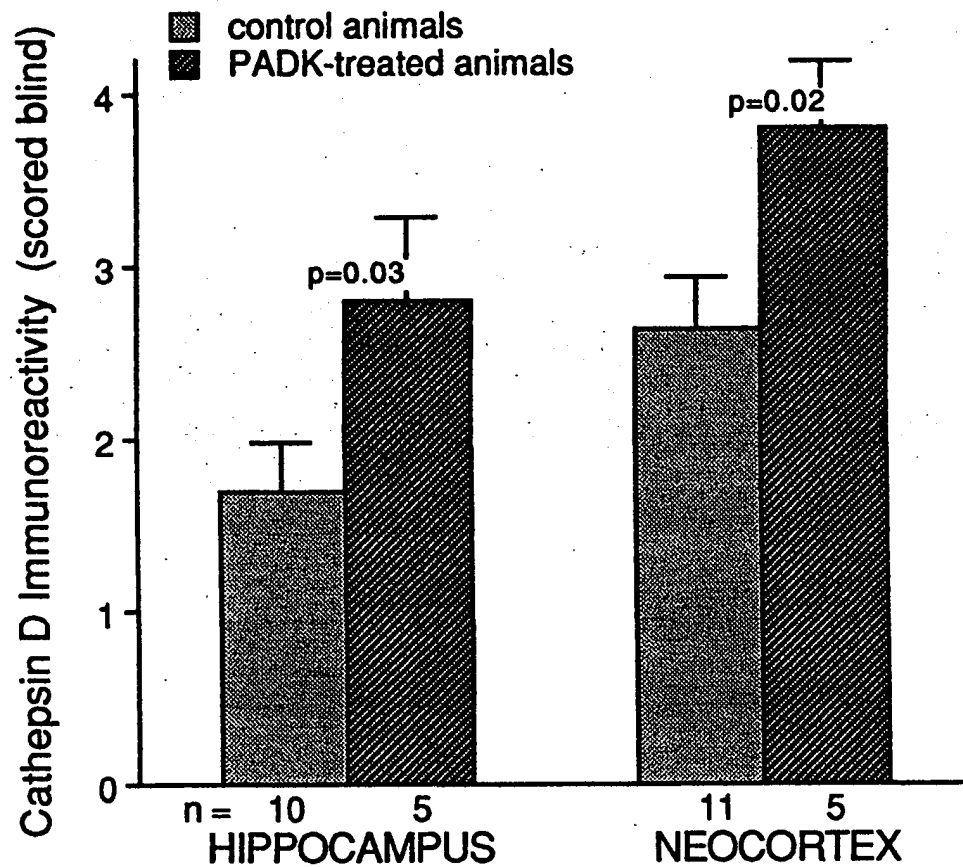 control animals
PADK-treated animals
Cathepsin D Immunoreactivity (scored blind)
4
3
2
1
0
p=0.03
p=0.02
n = 10 5 11 5
HIPPOCAMPUS NEOCORTEX